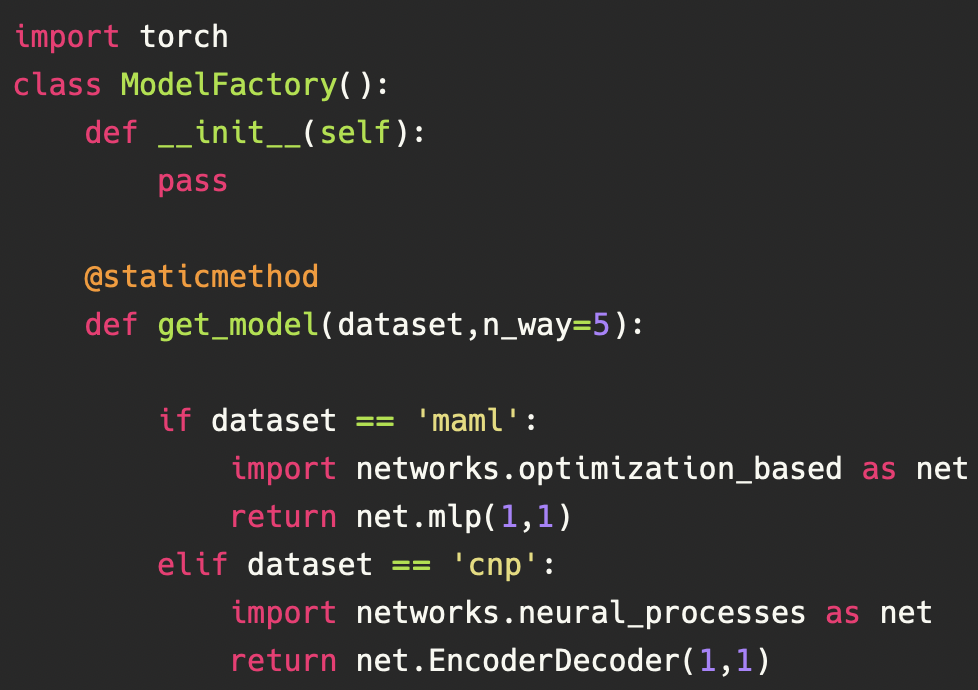 import torch
class ModelFactory():
    def __init__(self):
        pass

    @staticmethod
    def get_model(dataset,n_way=5):

        if dataset == 'maml':
            import networks.optimization_based as net
            return net.mlp(1,1)
        elif dataset == 'cnp':
            import networks.neural_processes as net
            return net.EncoderDecoder(1,1)